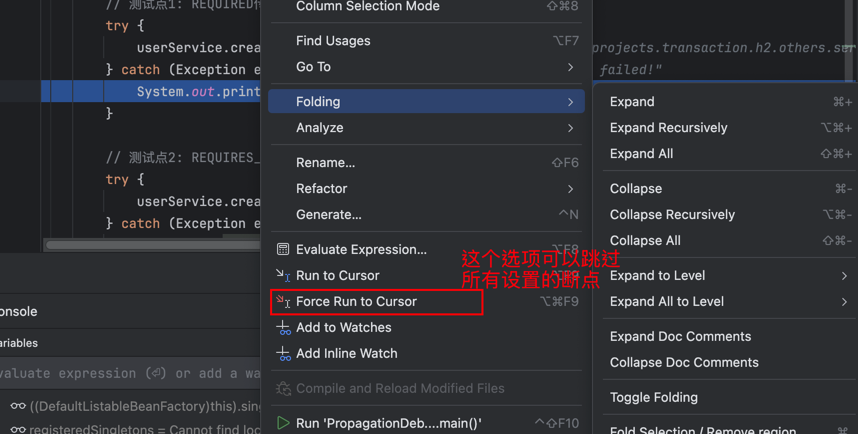 // 测试点1: REQUIRED
Column Selection Mode ⇧⌘8
try {
userService.crea
Find Usages ⌥F7
projects.transaction.h2.others.ser
} catch (Exception e
Go To
failed!"
System.out.print
Folding
}
Analyze
// 测试点2: REQUIRES_
Rename... ⇧F6
try {
Refactor
userService.crea
Generate... ^N
} catch (Exception e
Evaluate Expression... ⌥F8
Run to Cursor ⌥F9
Force Run to Cursor ⌥⌘F9
这个选项可以跳过
所有设置的断点
Add to Watches
Add Inline Watch
Compile and Reload Modified Files
Run 'PropagationDeb....main()' ^⇧F10
Expand ⌘+
Expand Recursively ⌥⌘+
Expand All ⇧⌘+
Collapse ⌘-
Collapse Recursively ⌥⌘-
Collapse All ⇧⌘-
Expand to Level
Expand All to Level
Expand Doc Comments
Collapse Doc Comments
Toggle Folding
Fold Selection / Remove region
onsole
ariables
valuate expression (⏎) or add a wa
((DefaultListableBeanFactory)this).sing
registeredSingletons = Cannot find loc